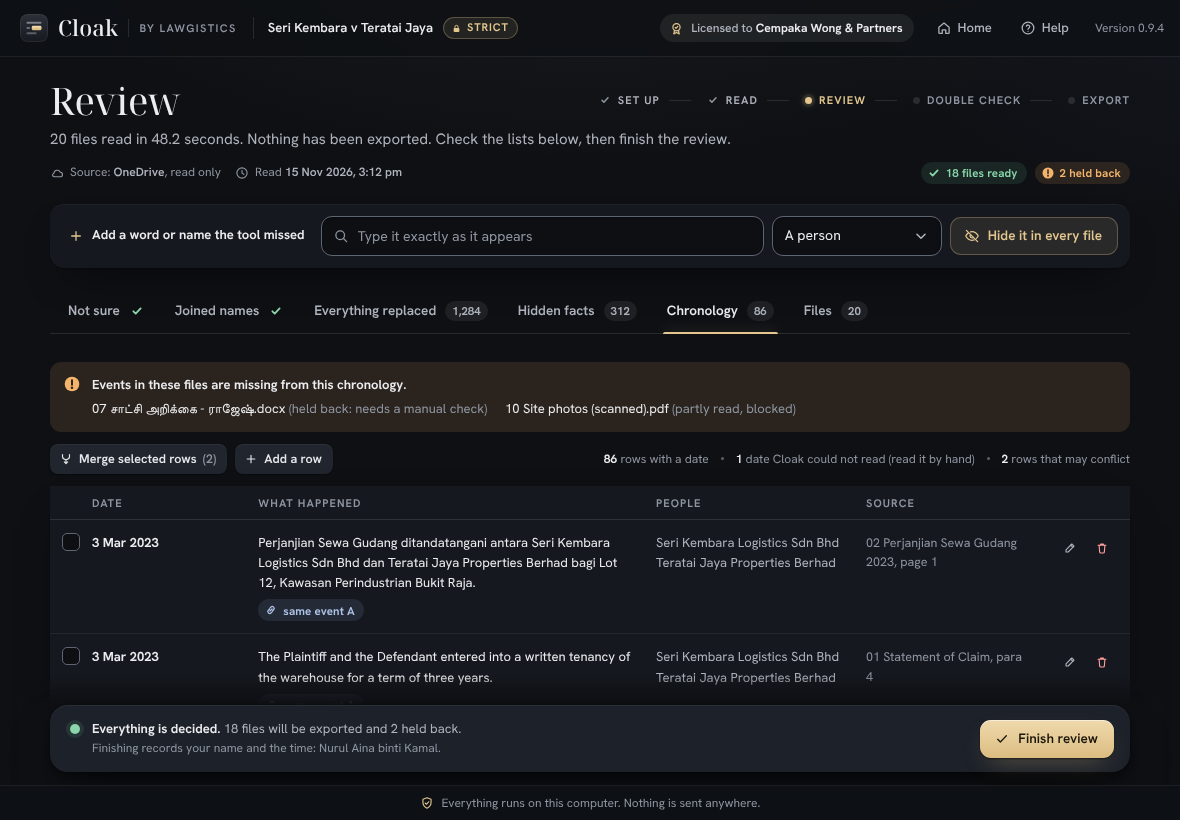 Cloak BY LAWGISTICS Seri Kembara v Teratai Jaya STRICT Licensed to Cempaka Wong & Partners Home Help Version 0.9.4
Review
SET UP READ REVIEW DOUBLE CHECK EXPORT
20 files read in 48.2 seconds. Nothing has been exported. Check the lists below, then finish the review.
Source: OneDrive, read only Read 15 Nov 2026, 3:12 pm 18 files ready 2 held back
Add a word or name the tool missed Type it exactly as it appears A person Hide it in every file
Not sure Joined names Everything replaced 1,284 Hidden facts 312 Chronology 86 Files 20
Events in these files are missing from this chronology.
07 சாட்சி அறிக்கை - ராஜேஷ்.docx (held back: needs a manual check) 10 Site photos (scanned).pdf (partly read, blocked)
Merge selected rows (2) Add a row 86 rows with a date • 1 date Cloak could not read (read it by hand) • 2 rows that may conflict
DATE WHAT HAPPENED PEOPLE SOURCE
3 Mar 2023
Perjanjian Sewa Gudang ditandatangani antara Seri Kembara
Logistics Sdn Bhd dan Teratai Jaya Properties Berhad bagi Lot
12, Kawasan Perindustrian Bukit Raja.
same event A
Seri Kembara Logistics Sdn Bhd
Teratai Jaya Properties Berhad
02 Perjanjian Sewa Gudang
2023, page 1
3 Mar 2023
The Plaintiff and the Defendant entered into a written tenancy of
the warehouse for a term of three years.
Seri Kembara Logistics Sdn Bhd
Teratai Jaya Properties Berhad
01 Statement of Claim, para
4
Everything is decided. 18 files will be exported and 2 held back.
Finishing records your name and the time: Nurul Aina binti Kamal.
Finish review
Everything runs on this computer. Nothing is sent anywhere.